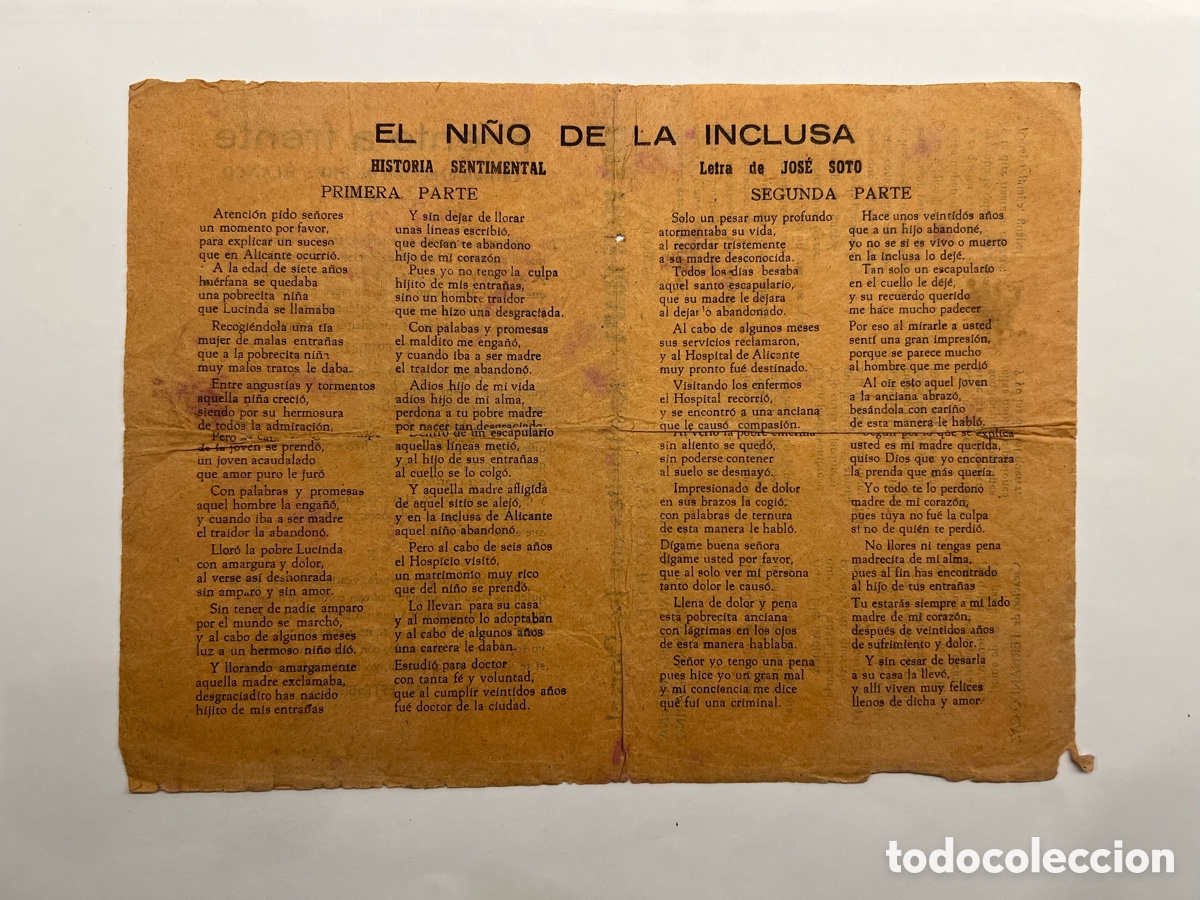 EL NIÑO DE LA INCLUSA
HISTORIA SENTIMENTAL
Letra de JOSÉ SOTO
PRIMERA PARTE
Atención pido señores
un momento por favor,
para explicar un suceso
que en Alicante ocurrió.
A la edad de siete años
huérfana se quedaba
una pobrecita niña
que Lucinda se llamaba
Recogiéndola una tía
mujer de malas entrañas
que a la pobrecita niña
muy malos tratos le daba.
Entre angustias y tormentos
aquella niña creció,
siendo por su hermosura
de todos la admiración.
Pero
de la joven se prendó,
un joven acaudalado
que amor puro le juró
Con palabras y promesas
aquel hombre la engañó,
y cuando iba a ser madre
el traidor la abandonó.
Lloró la pobre Lucinda
con amargura y dolor,
al verse así deshonrada
sin amparo y sin amor.
Sin tener de nadie amparo
por el mundo se marchó,
y al cabo de algunos meses
luz a un hermoso niño dió.
Y llorando amargamente
aquella madre exclamaba,
desgraciadito has nacido
hijito de mis entrañas
Y sin dejar de llorar
unas líneas escribió,
que decían te abandono
hijo de mi corazón
Pues yo no tengo la culpa
hijito de mis entrañas,
sino un hombre traidor
que me hizo una desgraciada.
Con palabas y promesas
el maldito me engañó,
y cuando iba a ser madre
el traidor me abandonó.
Adios hijo de mi vida
adios hijo de mi alma,
perdona a tu pobre madre
por nacer tan desgraciado
Dentro de un escapulario
aquellas líneas metió,
y al hijo de sus entrañas
al cuello se lo colgó.
Y aquella madre afligida
de aquel sitio se alejó,
y en la inclusa de Alicante
aquel niño abandonó.
Pero al cabo de seis años
el Hospicio visitó,
un matrimonio muy rico
que del niño se prendó.
Lo llevan para su casa
y al momento lo adoptaban
y al cabo de algunos años
una carrera le daban.
Estudió para doctor
con tanta fé y voluntad,
que al cumplir veintidós años
fué doctor de la ciudad.
SEGUNDA PARTE
Solo un pesar muy profundo
atormentaba su vida,
al recordar tristemente
a su madre desconocida.
Todos los días besaba
aquel santo escapulario,
que su madre le dejara
al dejarlo abandonado.
Al cabo de algunos meses
sus servicios reclamaron,
y al Hospital de Alicante
muy pronto fué destinado.
Visitando los enfermos
el Hospital recorrió,
y se encontró a una anciana
que le causó compasión.
Al verlo la pobre enferma
sin aliento se quedó,
sin poderse contener
al suelo se desmayó.
Impresionado de dolor
en sus brazos la cogió,
con palabras de ternura
de esta manera le habló.
Dígame buena señora
dígame usted por favor,
que al solo ver mi persona
tanto dolor le causó.
Llena de dolor y pena
esta pobrecita anciana
con lágrimas en los ojos
de esta manera hablaba.
Señor yo tengo una pena
pues hice yo un gran mal
y mi conciencia me dice
que fuí una criminal.
Hace unos veintidós años
que a un hijo abandoné,
yo no se si es vivo o muerto
en la inclusa lo dejé.
Tan solo un escapulario
en el cuello le déjé,
y su recuerdo querido
me hace mucho padecer
Por eso al mirarle a usted
sentí una gran impresión,
porque se parece mucho
al hombre que me perdió
Al oir esto aquel joven
a la anciana abrazó,
besándola con cariño
de esta manera le habló.
Según por lo que se explica
usted es mi madre querida,
quiso Dios que yo encontrara
la prenda que más quería.
Yo todo te lo perdono
madre de mi corazón,
pues tuya no fué la culpa
si no de quién te perdió.
No llores ni tengas pena
madrecita de mi alma,
pues al fin has encontrado
al hijo de tus entrañas
Tu estarás siempre a mi lado
madre de mi corazón,
después de veintidos años
de sufrimiento y dolor.
Y sin cesar de besarla
a su casa la llevó,
y allí viven muy felices
llenos de dicha y amor.
todocoleccion